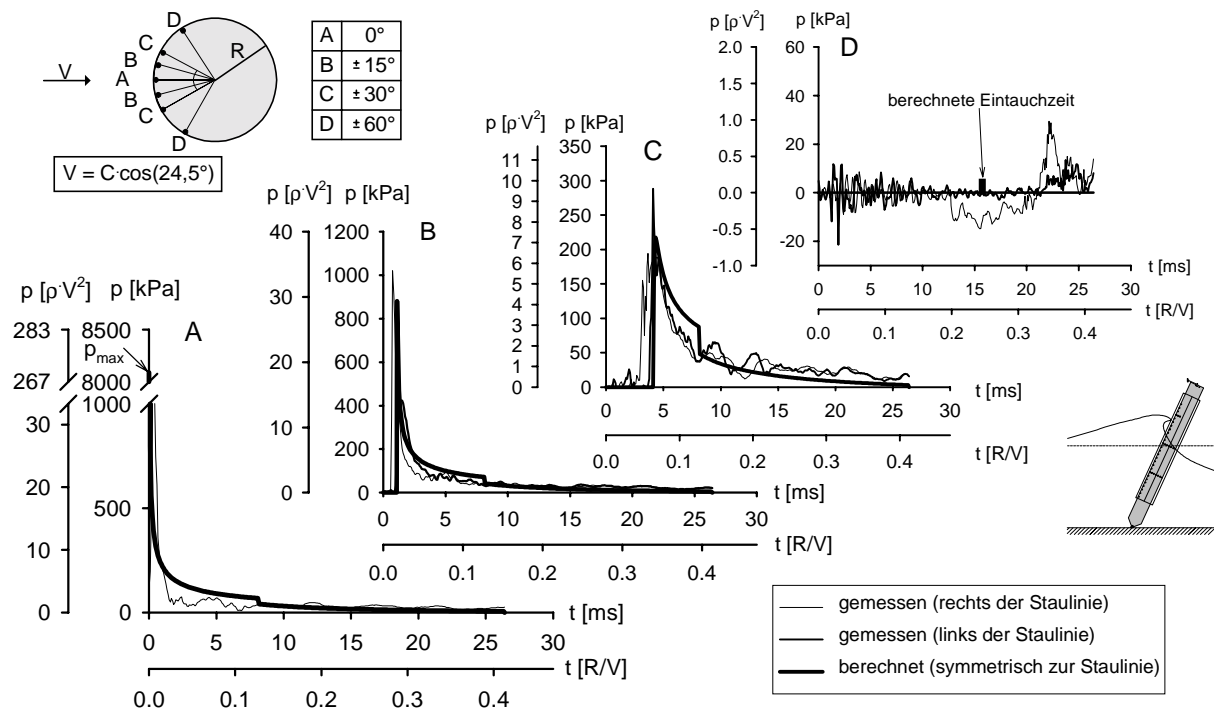 D
C
B
A
B
C
D
R
V
V = C·cos(24,5°)
A 0°
B ±15°
C ±30°
D ±60°
p [ρ·V²] p [kPa]
A
283 8500
p_max
267 8000
30 1000
20
500
10
0 0
0 5 10 15 20 25 30
t [ms]
0.0 0.1 0.2 0.3 0.4
t [R/V]
p [ρ·V²] p [kPa]
B
40 1200
1000
30
800
20 600
400
10
200
0 0
0 5 10 15 20 25 30
t [ms]
0.0 0.1 0.2 0.3 0.4
t [R/V]
p [ρ·V²] p [kPa]
C
350
11
10 300
9
8 250
7
6 200
5 150
4
3 100
2
1 50
0 0
0 5 10 15 20 25 30
t [ms]
0.0 0.1 0.2 0.3 0.4
t [R/V]
p [ρ·V²] p [kPa]
D
2.0 60
1.5 40
1.0
20
0.5
0.0 0
-0.5
-20
-1.0
berechnete Eintauchzeit
0 5 10 15 20 25 30
t [ms]
0.0 0.1 0.2 0.3 0.4
t [R/V]
gemessen (rechts der Staulinie)
gemessen (links der Staulinie)
berechnet (symmetrisch zur Staulinie)